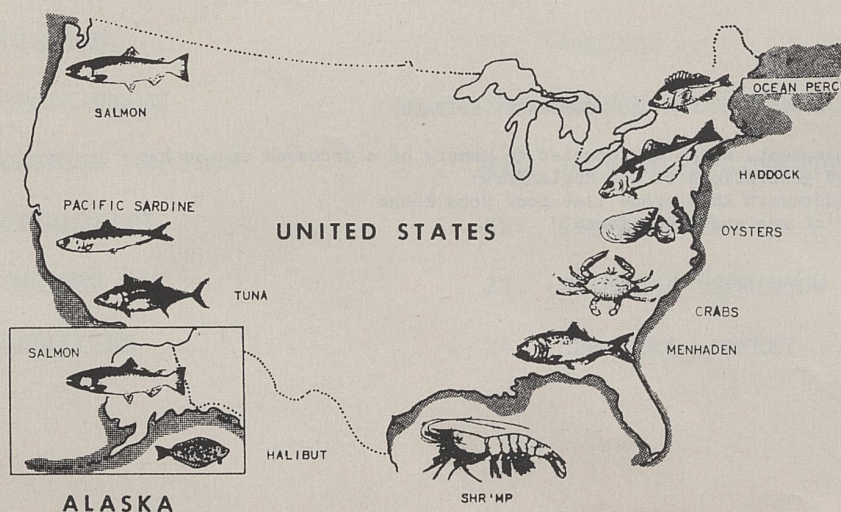 OCEAN PERC
SALMON
HADDOCK
PACIFIC SARDINE
UNITED STATES
OYSTERS
TUNA
CRABS
SALMON
MENHADEN
HALIBUT
SHR'MP
ALASKA